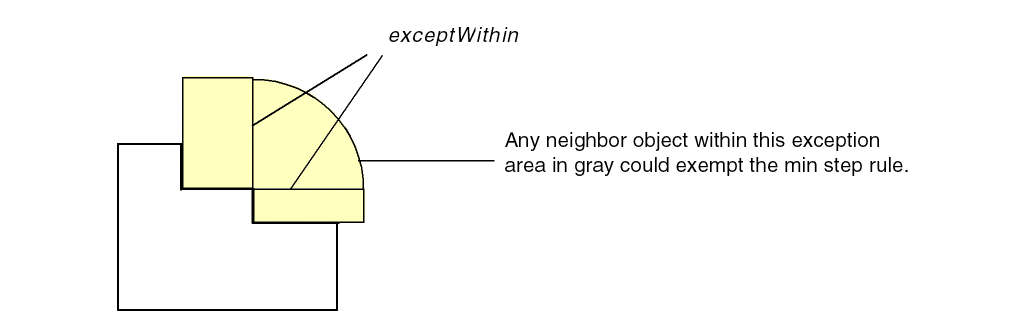 exceptWithin
Any neighbor object within this exception
area in gray could exempt the min step rule.